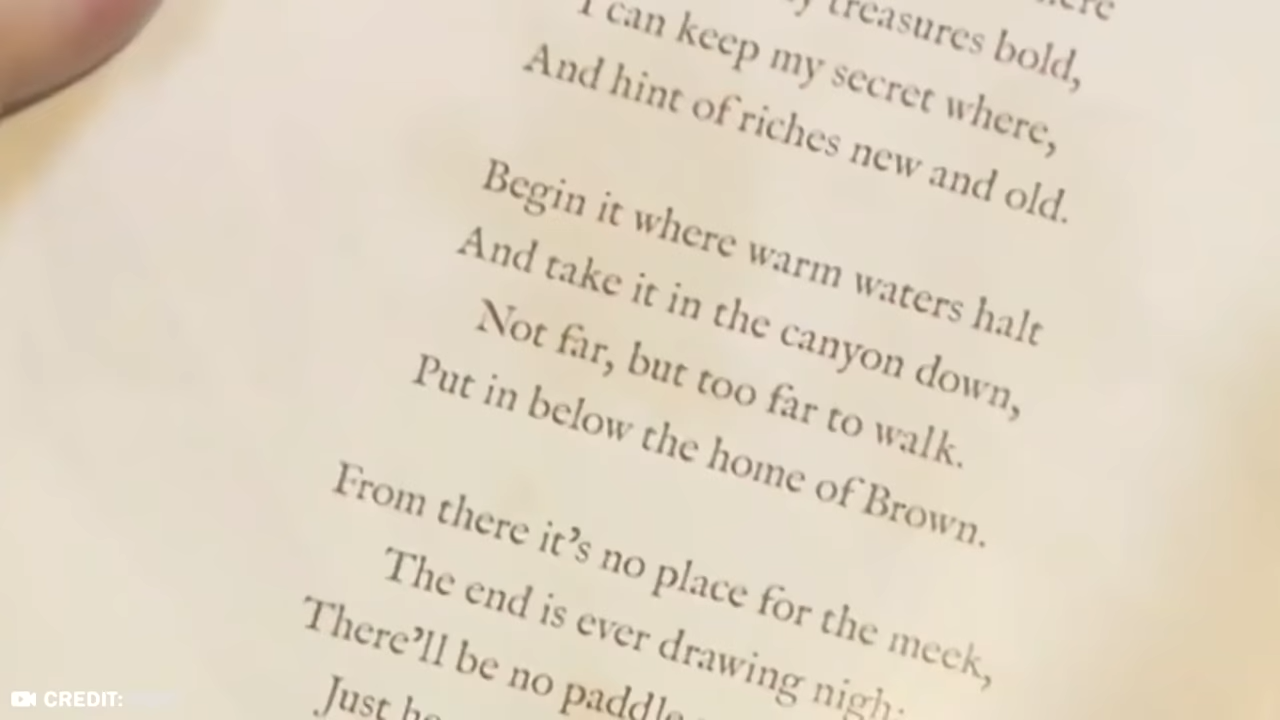 here
treasures bold,
I can keep my secret where,
And hint of riches new and old.
Begin it where warm waters halt
And take it in the canyon down,
Not far, but too far to walk.
Put in below the home of Brown.
From there it's no place for the meek,
The end is ever drawing nigh;
There'll be no paddle
Just
CREDIT: